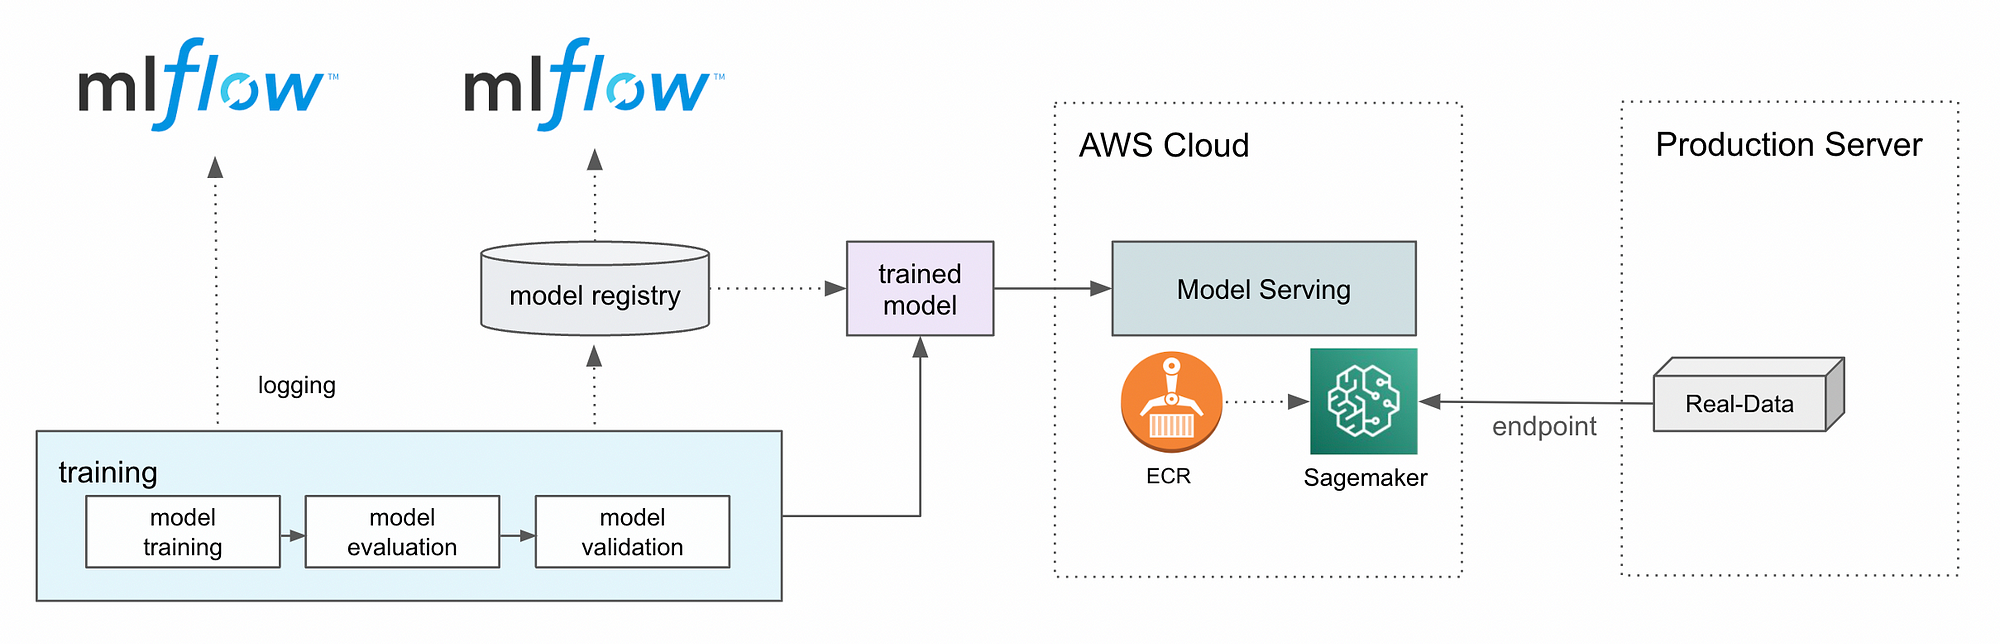 mlflow™
mlflow™
AWS Cloud
Production Server
model registry
trained
model
Model Serving
logging
Real-Data
endpoint
ECR
Sagemaker
training
model
training
model
evaluation
model
validation